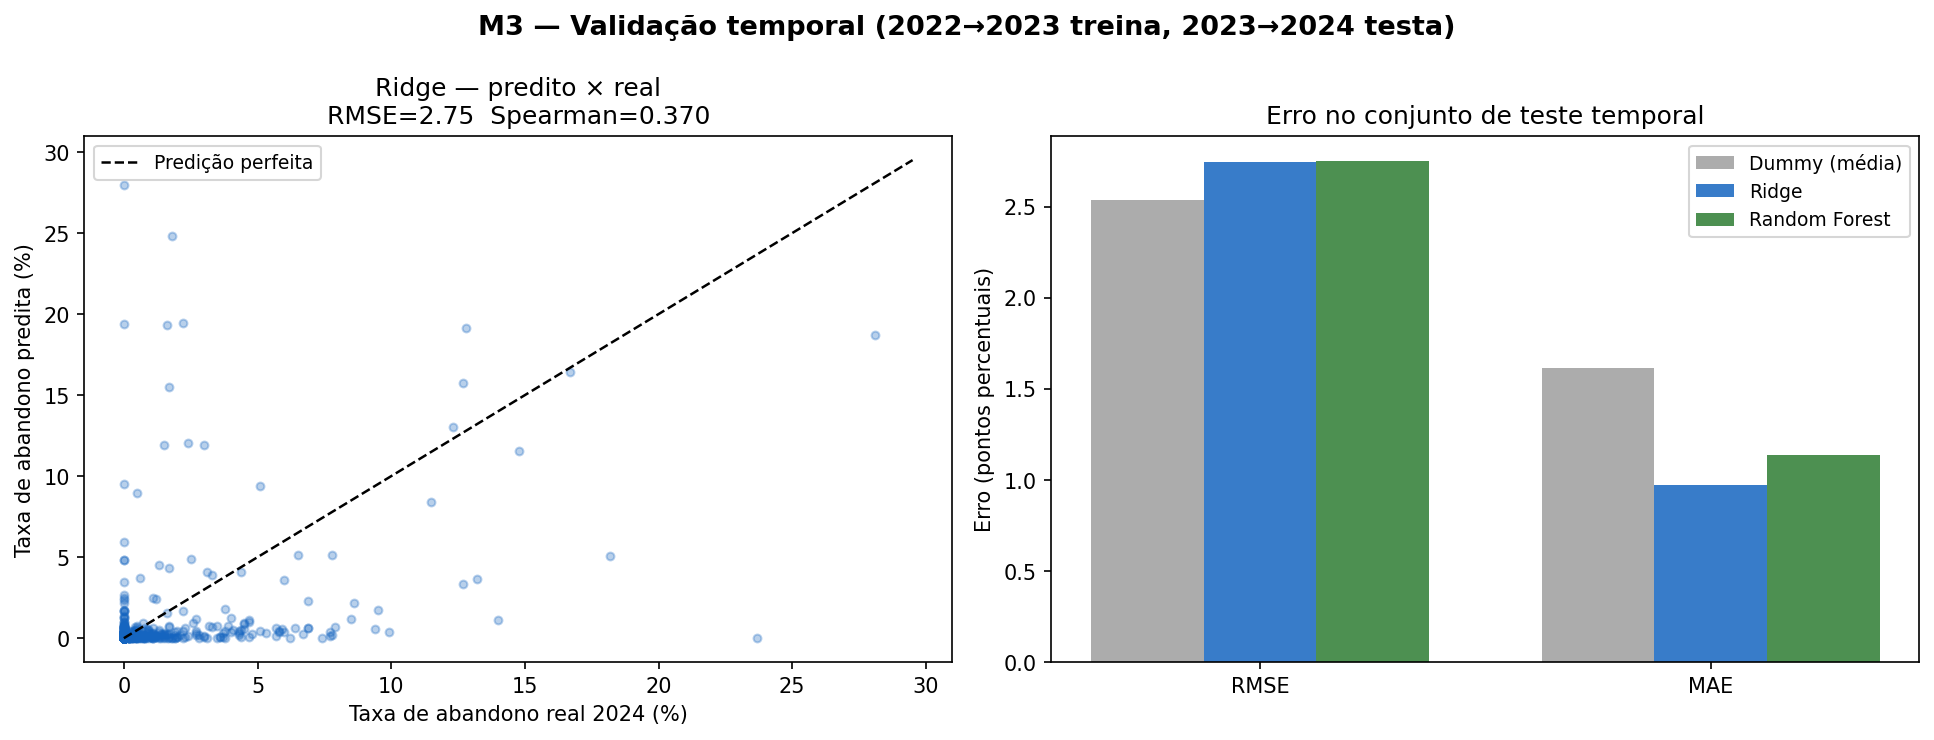 M3 — Validação temporal (2022→2023 treina, 2023→2024 testa)
Ridge — predito × real
RMSE=2.75  Spearman=0.370
Predição perfeita
Taxa de abandono predita (%)
30
25
20
15
10
5
0
0 5 10 15 20 25 30
Taxa de abandono real 2024 (%)
Erro no conjunto de teste temporal
Dummy (média)
Ridge
Random Forest
Erro (pontos percentuais)
2.5
2.0
1.5
1.0
0.5
0.0
RMSE MAE